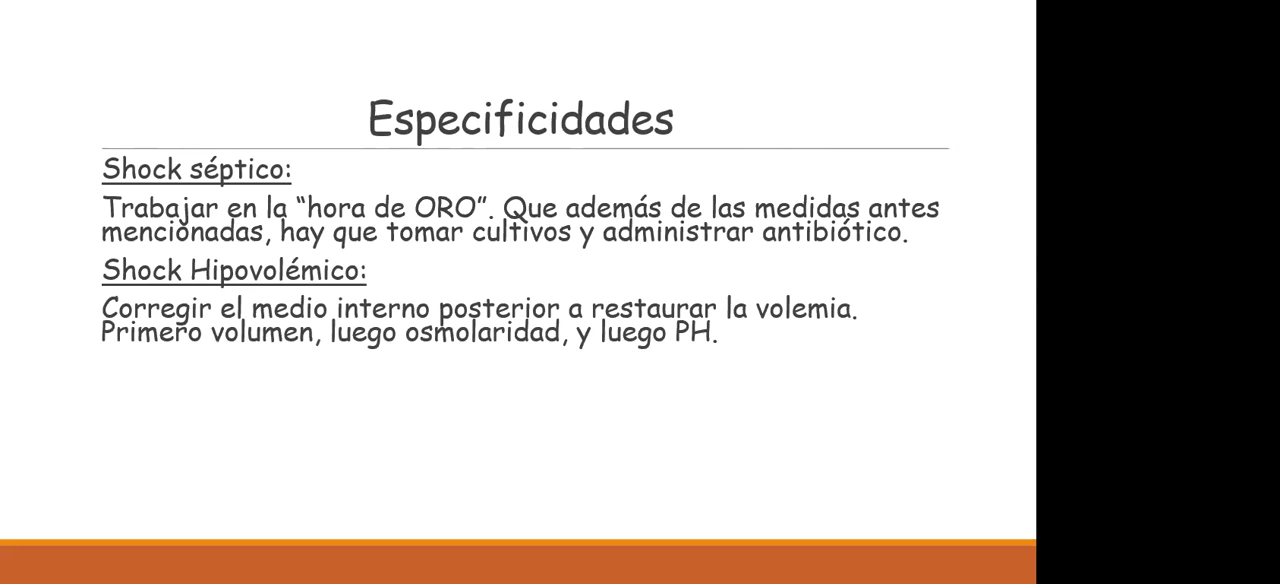 Especificidades
Shock séptico:
Trabajar en la “hora de ORO”. Que además de las medidas antes
mencionadas, hay que tomar cultivos y administrar antibiótico.
Shock Hipovolémico:
Corregir el medio interno posterior a restaurar la volemia.
Primero volumen, luego osmolaridad, y luego PH.